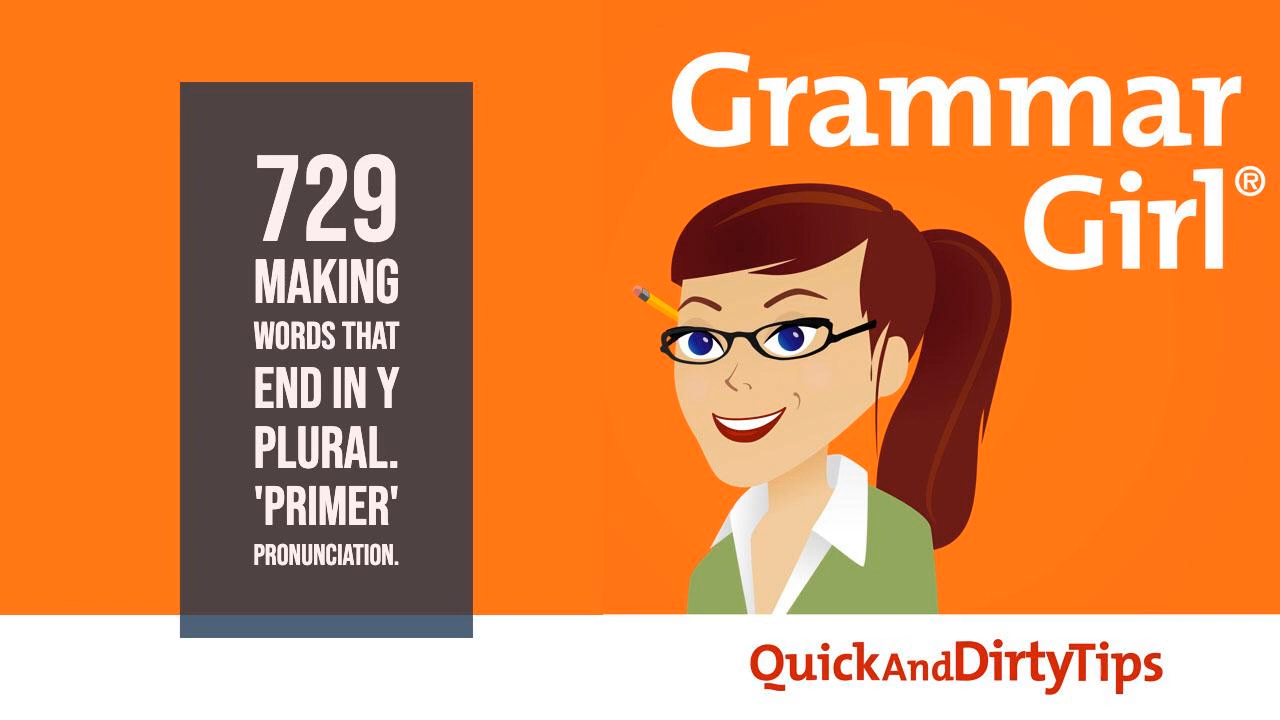 729
MAKING
WORDS THAT
END IN Y
PLURAL.
'PRIMER'
PRONUNCIATION.
Grammar
Girl®
QuickAndDirtyTips